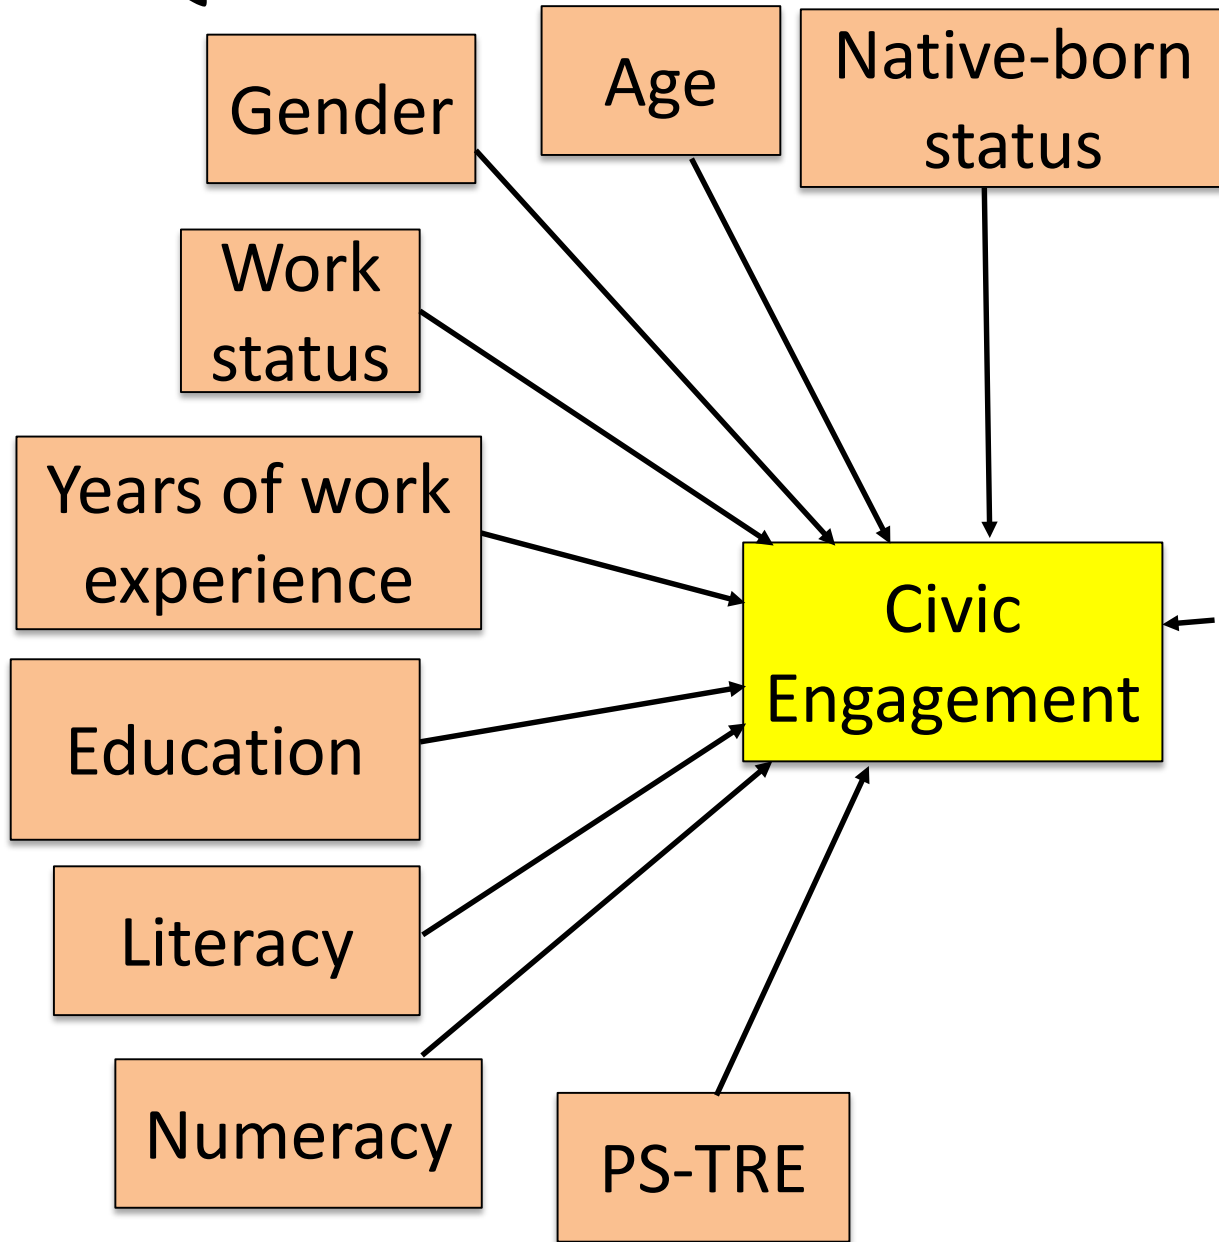 Gender
Age
Native-born
status
Work
status
Years of work
experience
Civic
Engagement
Education
Literacy
Numeracy
PS-TRE